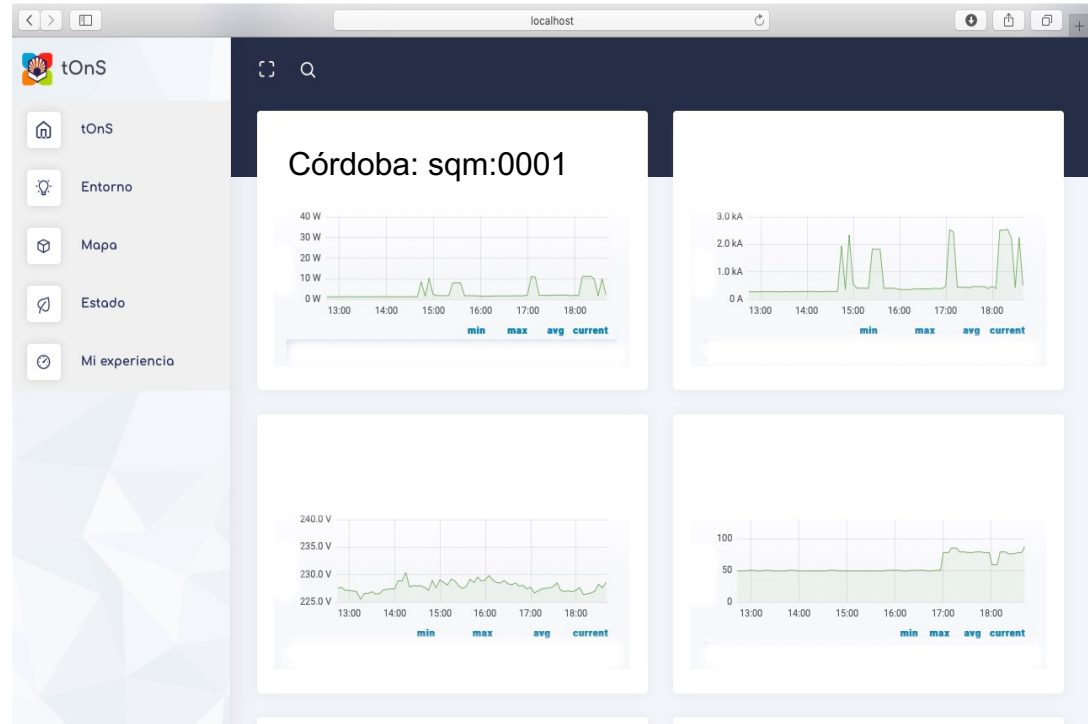 localhost
tOnS
tOnS
Entorno
Mapa
Estado
Mi experiencia
Córdoba: sqm:0001
40 W
30 W
20 W
10 W
0 W
13:00 14:00 15:00 16:00 17:00 18:00
min max avg current
3.0 kA
2.0 kA
1.0 kA
0 A
13:00 14:00 15:00 16:00 17:00 18:00
min max avg current
240.0 V
235.0 V
230.0 V
225.0 V
13:00 14:00 15:00 16:00 17:00 18:00
min max avg current
100
50
0
13:00 14:00 15:00 16:00 17:00 18:00
min max avg current